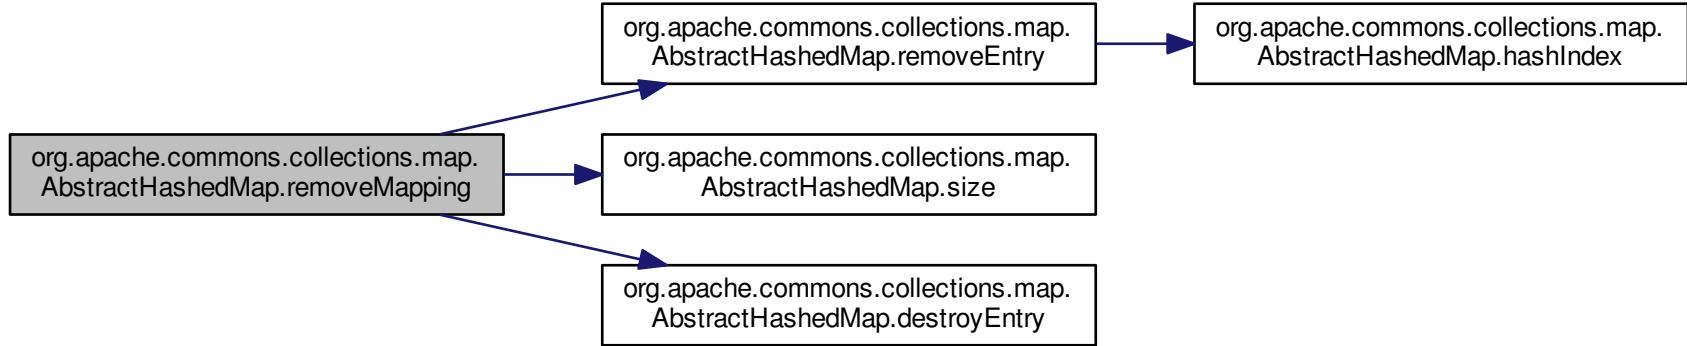 org.apache.commons.collections.map.
AbstractHashedMap.removeMapping
org.apache.commons.collections.map.
AbstractHashedMap.removeEntry
org.apache.commons.collections.map.
AbstractHashedMap.hashIndex
org.apache.commons.collections.map.
AbstractHashedMap.size
org.apache.commons.collections.map.
AbstractHashedMap.destroyEntry